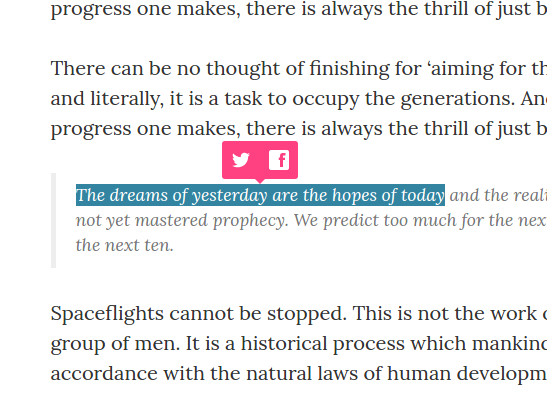 progress one makes, there is always the thrill of just b
There can be no thought of finishing for ‘aiming for th
and literally, it is a task to occupy the generations. And
progress one makes, there is always the thrill of just b
The dreams of yesterday are the hopes of today and the reali
not yet mastered prophecy. We predict too much for the nex
the next ten.
Spaceflights cannot be stopped. This is not the work o
group of men. It is a historical process which mankind
accordance with the natural laws of human developm